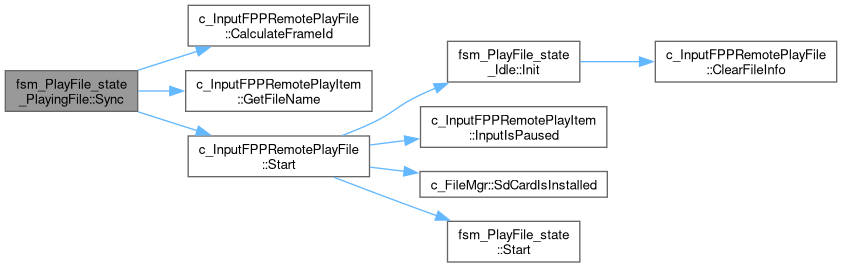 fsm_PlayFile_state
_PlayingFile::Sync
c_InputFPPRemotePlayFile
::CalculateFrameId
c_InputFPPRemotePlayItem
::GetFileName
c_InputFPPRemotePlayFile
::Start
fsm_PlayFile_state
_Idle::Init
c_InputFPPRemotePlayItem
::InputIsPaused
c_FileMgr::SdCardIsInstalled
fsm_PlayFile_state
::Start
c_InputFPPRemotePlayFile
::ClearFileInfo